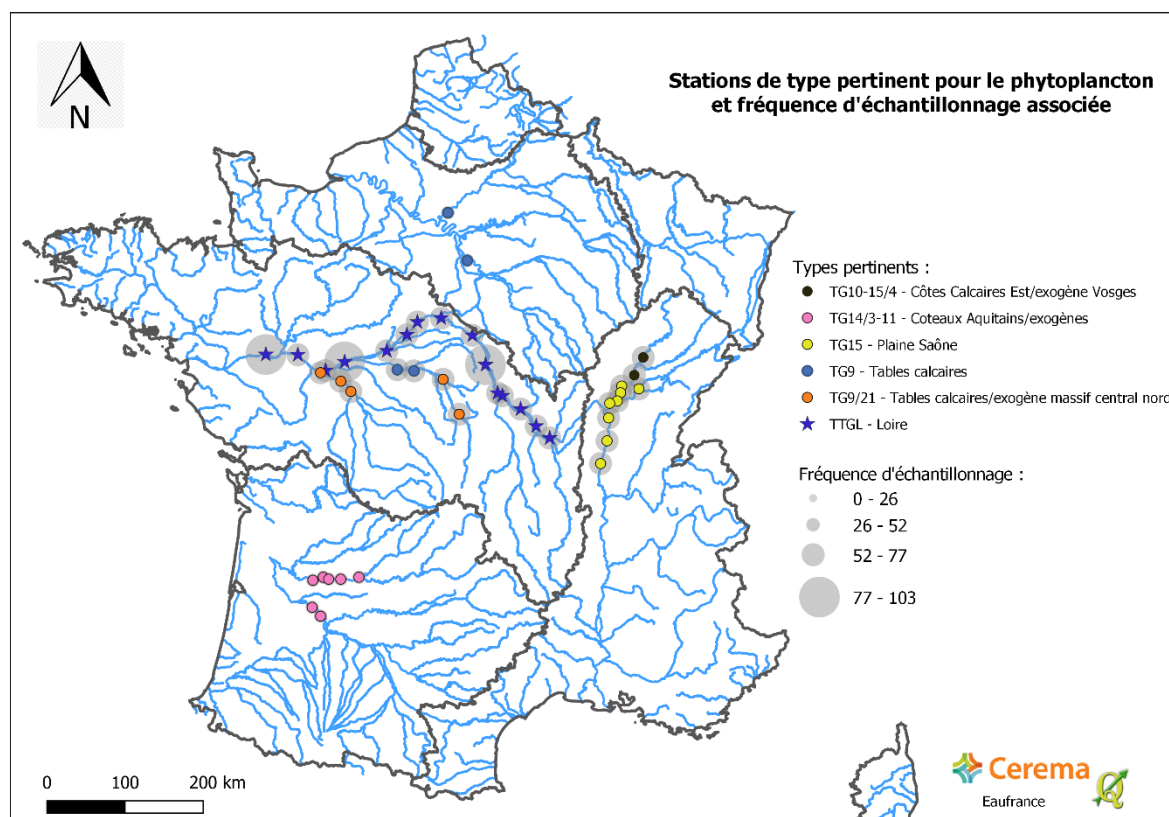 Stations de type pertinent pour le phytoplancton
et fréquence d'échantillonnage associée
N
Types pertinents :
TG10-15/4 - Côtes Calcaires Est/exogène Vosges
TG14/3-11 - Coteaux Aquitains/exogènes
TG15 - Plaine Saône
TG9 - Tables calcaires
TG9/21 - Tables calcaires/exogène massif central nord
TTGL - Loire
Fréquence d'échantillonnage :
0 - 26
26 - 52
52 - 77
77 - 103
0 100 200 km
Cerema
Eaufrance
Q